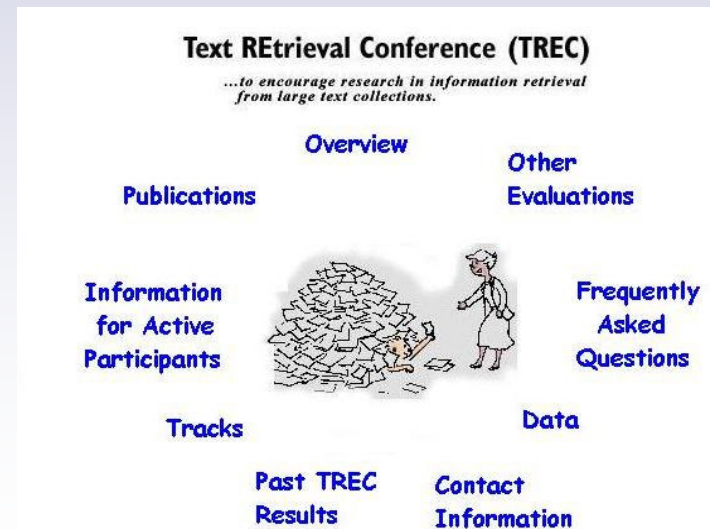 Text REtrieval Conference (TREC)
...to encourage research in information retrieval
from large text collections.
Overview
Other
Evaluations
Publications
Information
for Active
Participants
Frequently
Asked
Questions
Tracks
Data
Past TREC
Results
Contact
Information